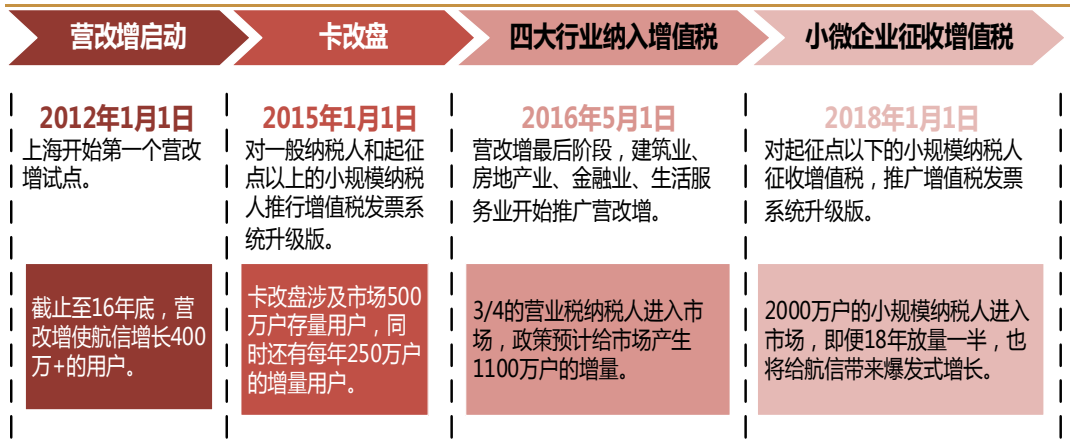 营改增启动
卡改盘
四大行业纳入增值税
小微企业征收增值税
2012年1月1日
上海开始第一个营改
增试点。
2015年1月1日
对一般纳税人和起征
点以上的小规模纳税
人推行增值税发票系
统升级版。
2016年5月1日
营改增最后阶段，建筑业、
房地产业、金融业、生活服
务业开始推广营改增。
2018年1月1日
对起征点以下的小规模纳税人
征收增值税，推广增值税发票
系统升级版。
截止至16年底，营
改增使航信增长400
万+的用户。
卡改盘涉及市场500
万户存量用户，同
时还有每年250万户
的增量用户。
3/4的营业税纳税人进入市
场，政策预计给市场产生
1100万户的增量。
2000万户的小规模纳税人进入
市场，即便18年放量一半，也
将给航信带来爆发式增长。